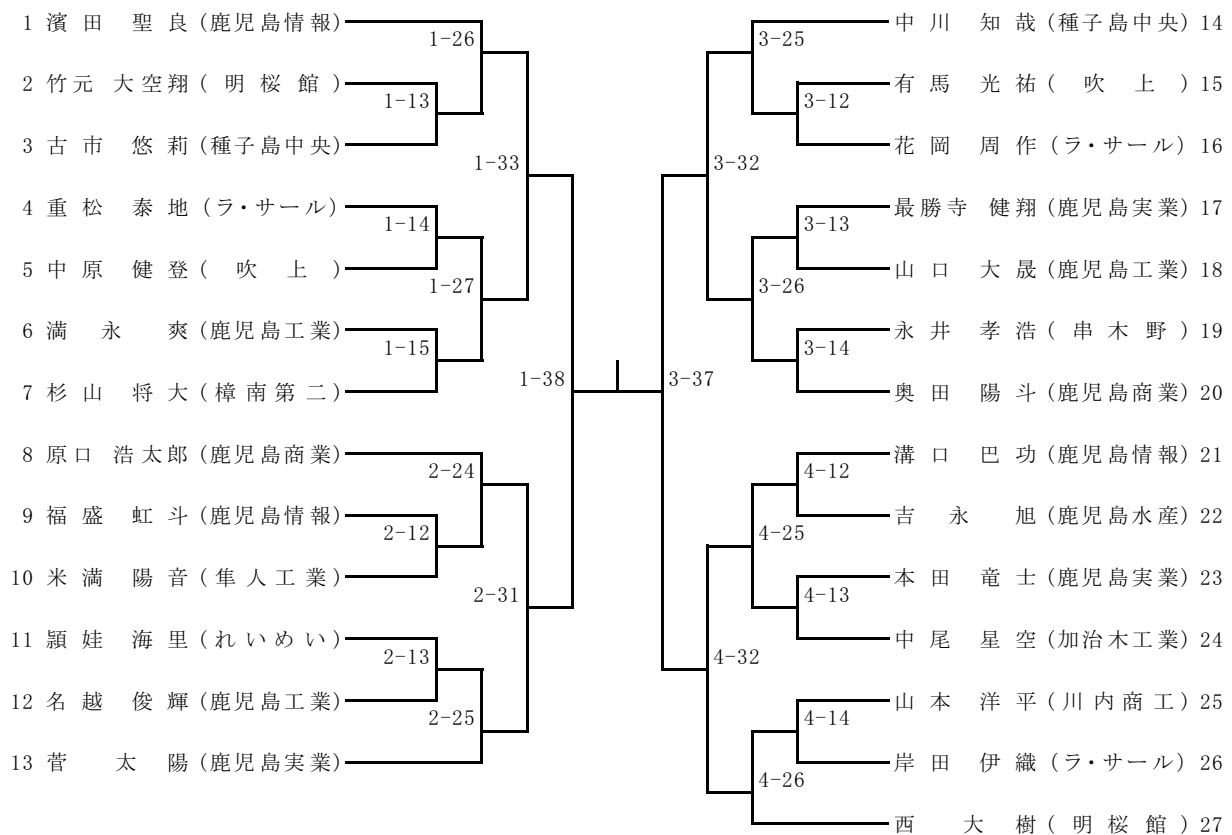 1 濱田 聖良 (鹿児島情報)
1-26
2 竹元 大空翔 (明桜館)
1-13
3 古市 悠莉 (種子島中央)
1-33
4 重松 泰地 (ラ・サール)
1-14
5 中原 健登 (吹上)
1-27
6 満永 爽 (鹿児島工業)
1-15
7 杉山 将大 (樟南第二)
1-38
8 原口 浩太郎 (鹿児島商業)
2-24
9 福盛 虹斗 (鹿児島情報)
2-12
10 米満 陽音 (隼人工業)
2-31
11 頴娃 海里 (れいめい)
2-13
12 名越 俊輝 (鹿児島工業)
2-25
13 菅 太陽 (鹿児島実業)
中川 知哉 (種子島中央) 14
3-25
有馬 光祐 (吹上) 15
3-12
花岡 周作 (ラ・サール) 16
3-32
最勝寺 健翔 (鹿児島実業) 17
3-13
山口 大晟 (鹿児島工業) 18
3-26
永井 孝浩 (串木野) 19
3-14
奥田 陽斗 (鹿児島商業) 20
3-37
溝口 巴功 (鹿児島情報) 21
4-12
吉永 旭 (鹿児島水産) 22
4-25
本田 竜士 (鹿児島実業) 23
4-13
中尾 星空 (加治木工業) 24
4-32
山本 洋平 (川内商工) 25
4-14
岸田 伊織 (ラ・サール) 26
4-26
西 大樹 (明桜館) 27